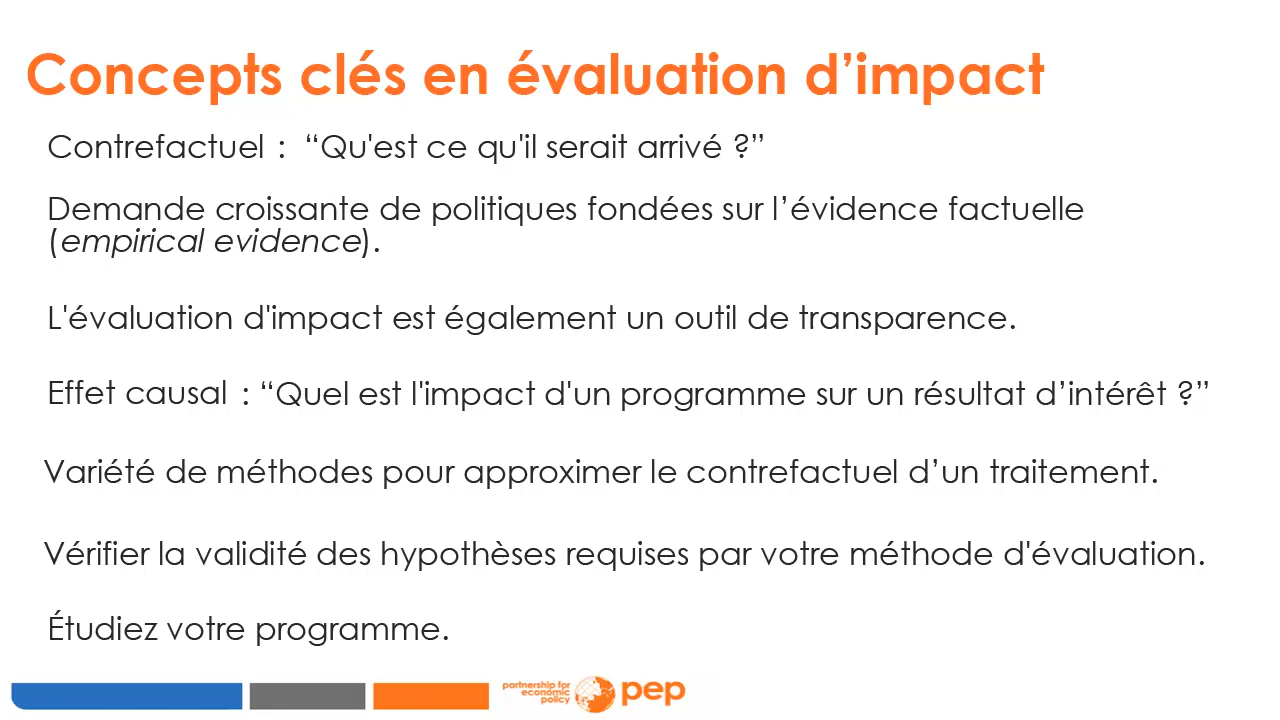 Concepts clés en évaluation d’impact
Contrefactuel : “Qu'est ce qu'il serait arrivé ?”
Demande croissante de politiques fondées sur l’évidence factuelle
(empirical evidence).
L'évaluation d'impact est également un outil de transparence.
Effet causal : “Quel est l'impact d'un programme sur un résultat d’intérêt ?”
Variété de méthodes pour approximer le contrefactuel d’un traitement.
Vérifier la validité des hypothèses requises par votre méthode d'évaluation.
Étudiez votre programme.
partnership for
economic
policy
pep